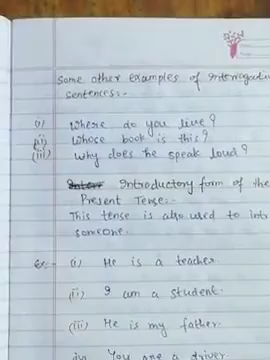 Some other examples of
sentences:-
(i) Where do you live?
(ii) Whose book is this?
(iii) Why does he speak loud?
Introductory form of the
Present Tense:-
This tense is also used to
someone.
Ex:- (i) He is a teacher.
(ii) I am a student.
(iii) He is my father.
You are a driver